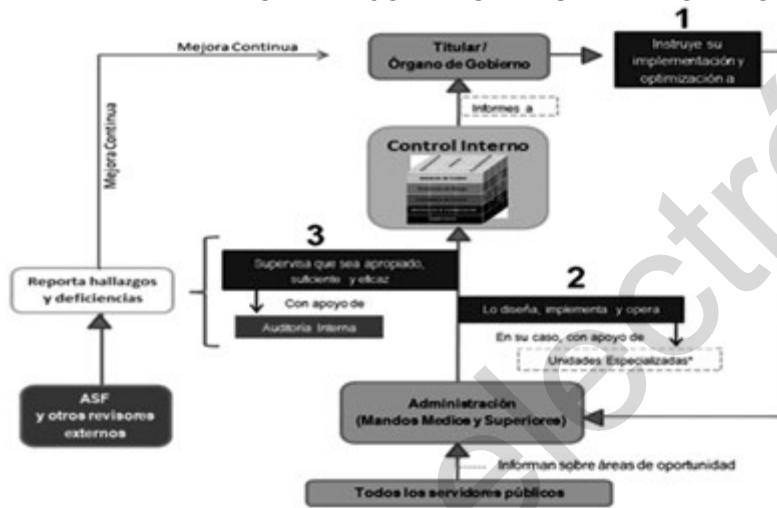 1
Mejora Continua
Titular/
Órgano de Gobierno
Instruye su
implementación y
optimización a
Informes a
Mejora Continua
Control Interno
3
Supervisa que sea apropiado,
suficiente y eficaz
2
Reporta hallazgos
y deficiencias
Con apoyo de
Lo diseña, implementa y opera
Auditoría Interna
En su caso, con apoyo de
Unidades Especializadas*
ASF
y otros revisores
externos
Administración
(Mandos Medios y Superiores)
Informan sobre áreas de oportunidad
Todos los servidores públicos